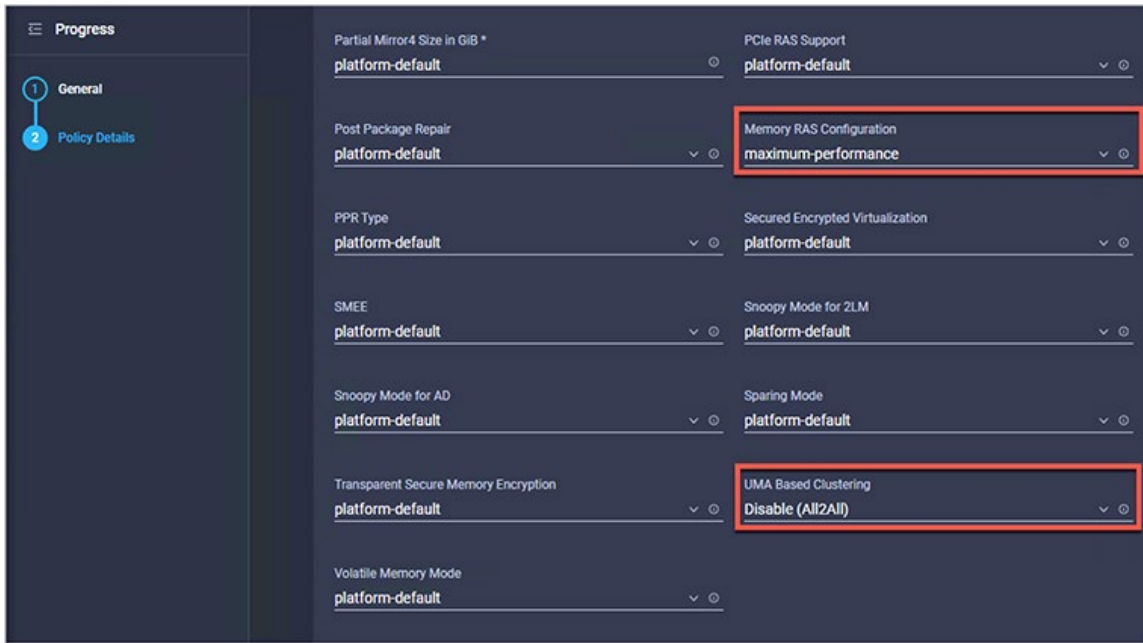 Progress
1
General
2
Policy Details
Partial Mirror4 Size in GiB *
platform-default
PCIe RAS Support
platform-default
Post Package Repair
platform-default
Memory RAS Configuration
maximum-performance
PPR Type
platform-default
Secured Encrypted Virtualization
platform-default
SMEE
platform-default
Snoopy Mode for 2LM
platform-default
Snoopy Mode for AD
platform-default
Sparing Mode
platform-default
Transparent Secure Memory Encryption
platform-default
UMA Based Clustering
Disable (All2All)
Volatile Memory Mode
platform-default